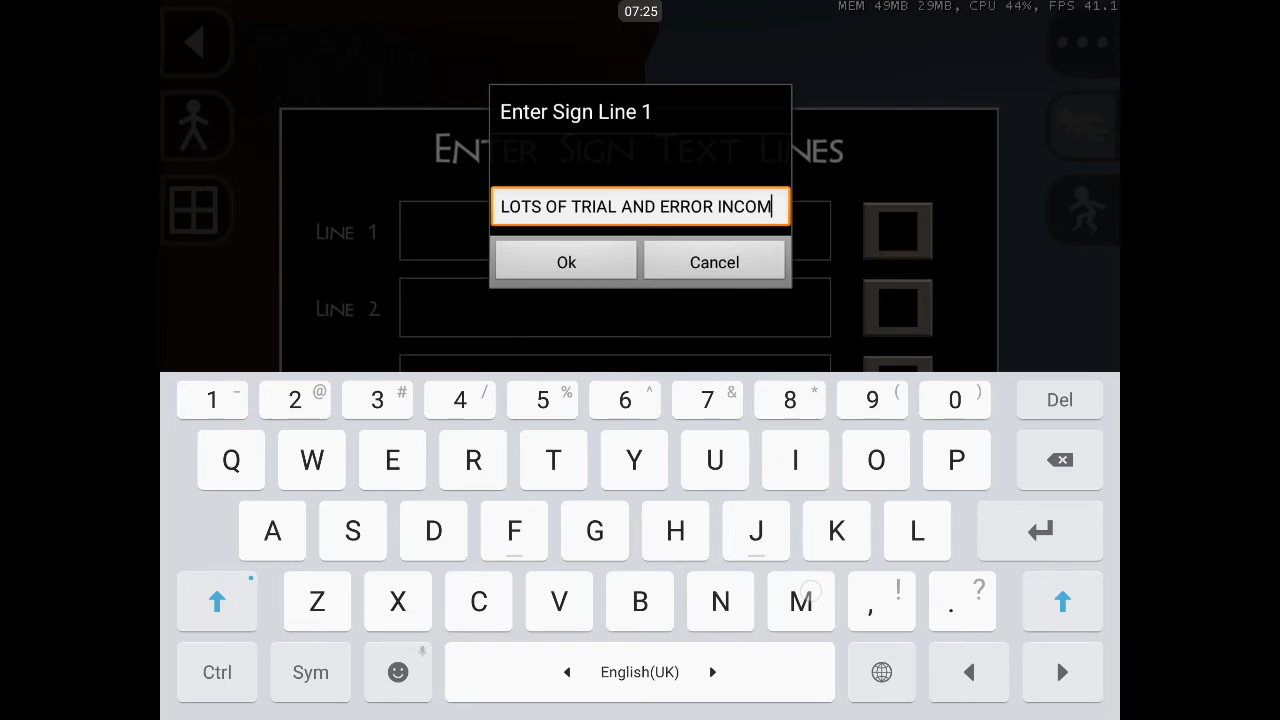 07:25
MEM 49MB 29MB, CPU 44%, FPS 41.1
Enter Sign Line 1
ENTER SIGN TEXT LINES
LOTS OF TRIAL AND ERROR INCOM
LINE 1
Ok Cancel
LINE 2
1 - 2 @ 3 # 4 / 5 % 6 ^ 7 & 8 * 9 ( 0 ) Del
Q W E R T Y U I O P
A S D F G H J K L
Z X C V B N M , ! . ?
Ctrl Sym English(UK)